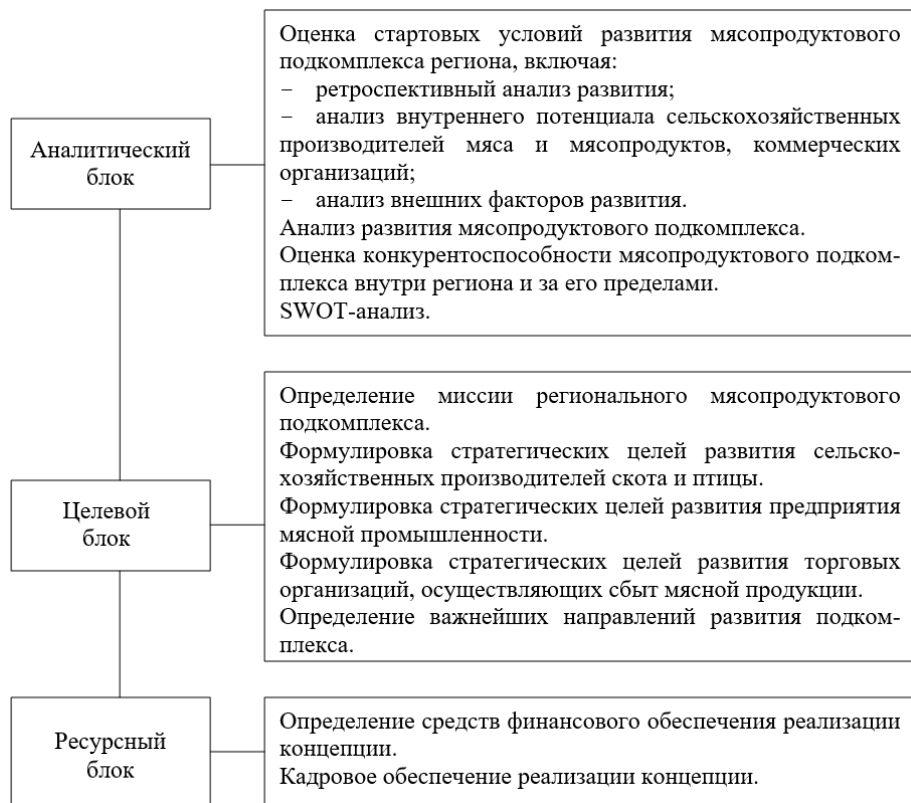 Аналитический
блок
Оценка стартовых условий развития мясопродуктового
подкомплекса региона, включая:
− ретроспективный анализ развития;
− анализ внутреннего потенциала сельскохозяйственных
производителей мяса и мясопродуктов, коммерческих
организаций;
− анализ внешних факторов развития.
Анализ развития мясопродуктового подкомплекса.
Оценка конкурентоспособности мясопродуктового подком-
плекса внутри региона и за его пределами.
SWOT-анализ.
Целевой
блок
Определение миссии регионального мясопродуктового
подкомплекса.
Формулировка стратегических целей развития сельско-
хозяйственных производителей скота и птицы.
Формулировка стратегических целей развития предприятия
мясной промышленности.
Формулировка стратегических целей развития торговых
организаций, осуществляющих сбыт мясной продукции.
Определение важнейших направлений развития подком-
плекса.
Ресурсный
блок
Определение средств финансового обеспечения реализации
концепции.
Кадровое обеспечение реализации концепции.